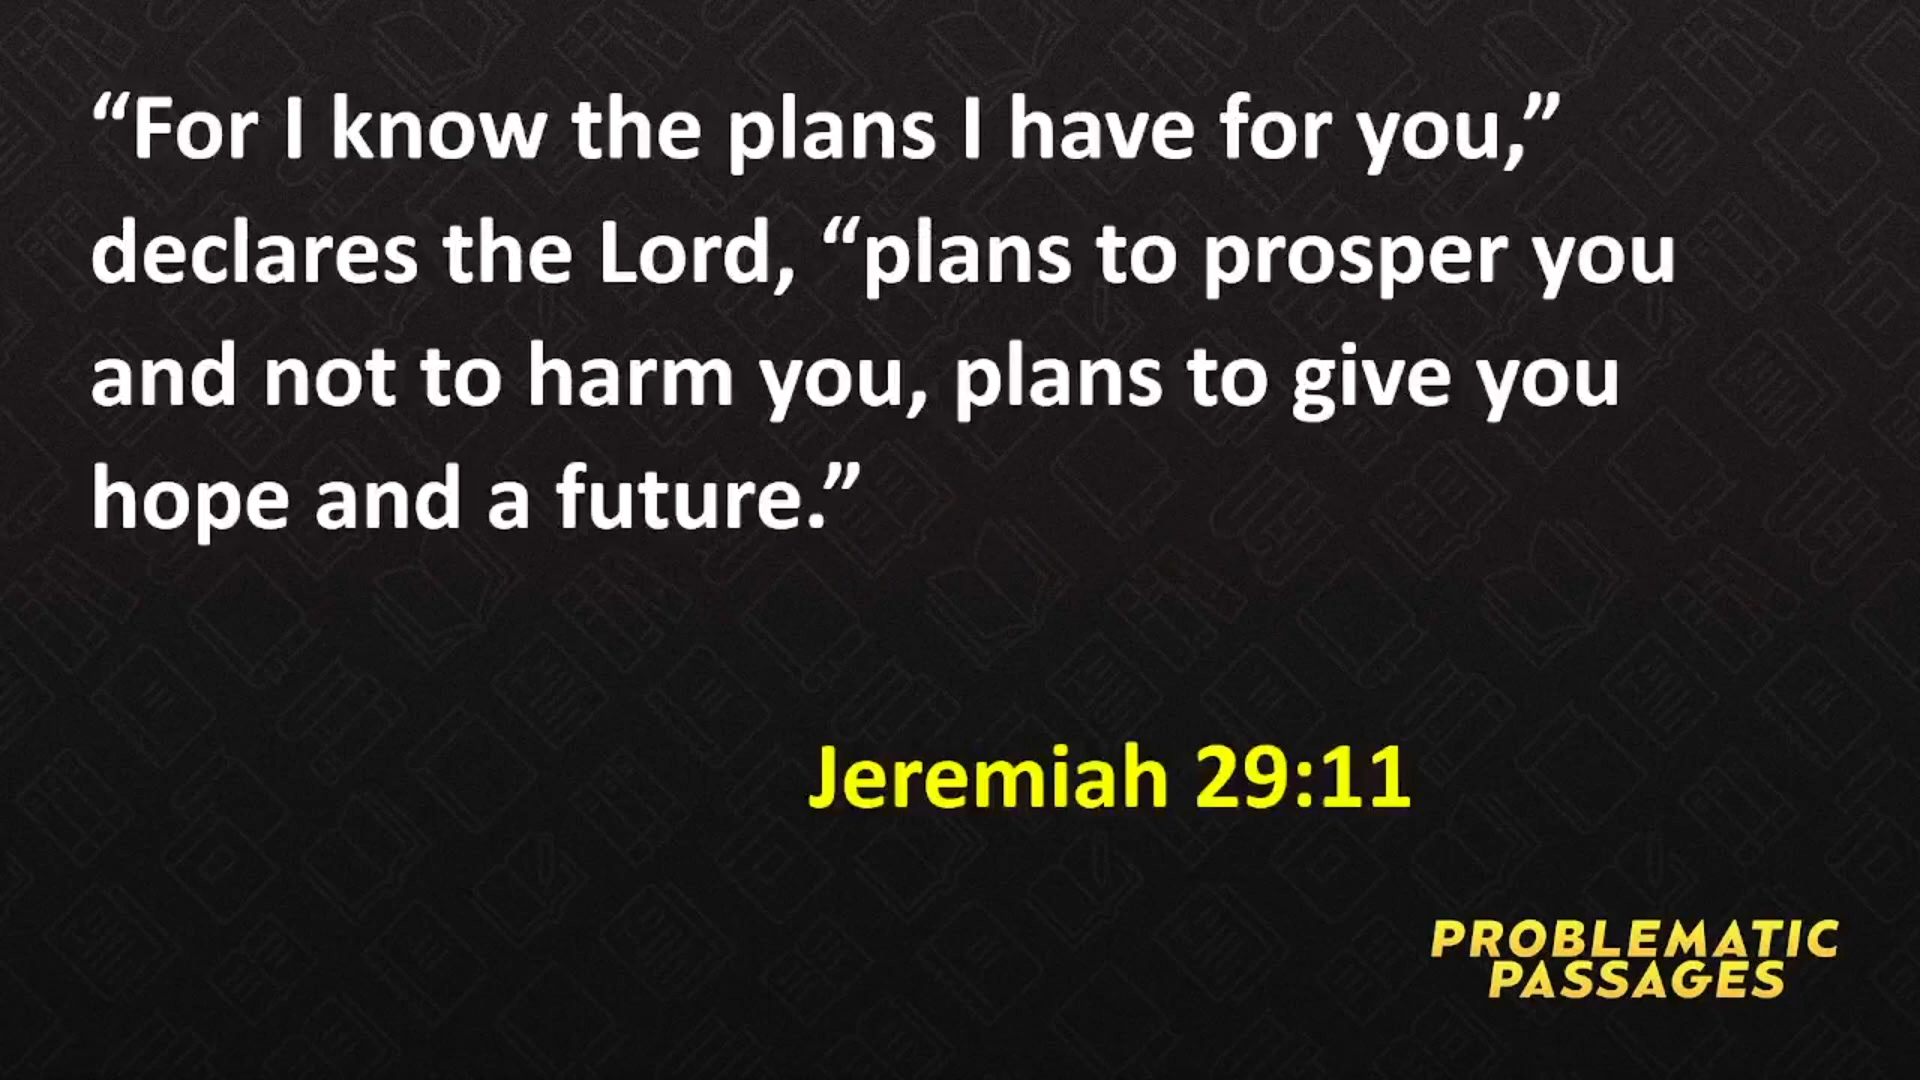 “For I know the plans I have for you,”
declares the Lord, “plans to prosper you
and not to harm you, plans to give you
hope and a future.”
Jeremiah 29:11
PROBLEMATIC
PASSAGES